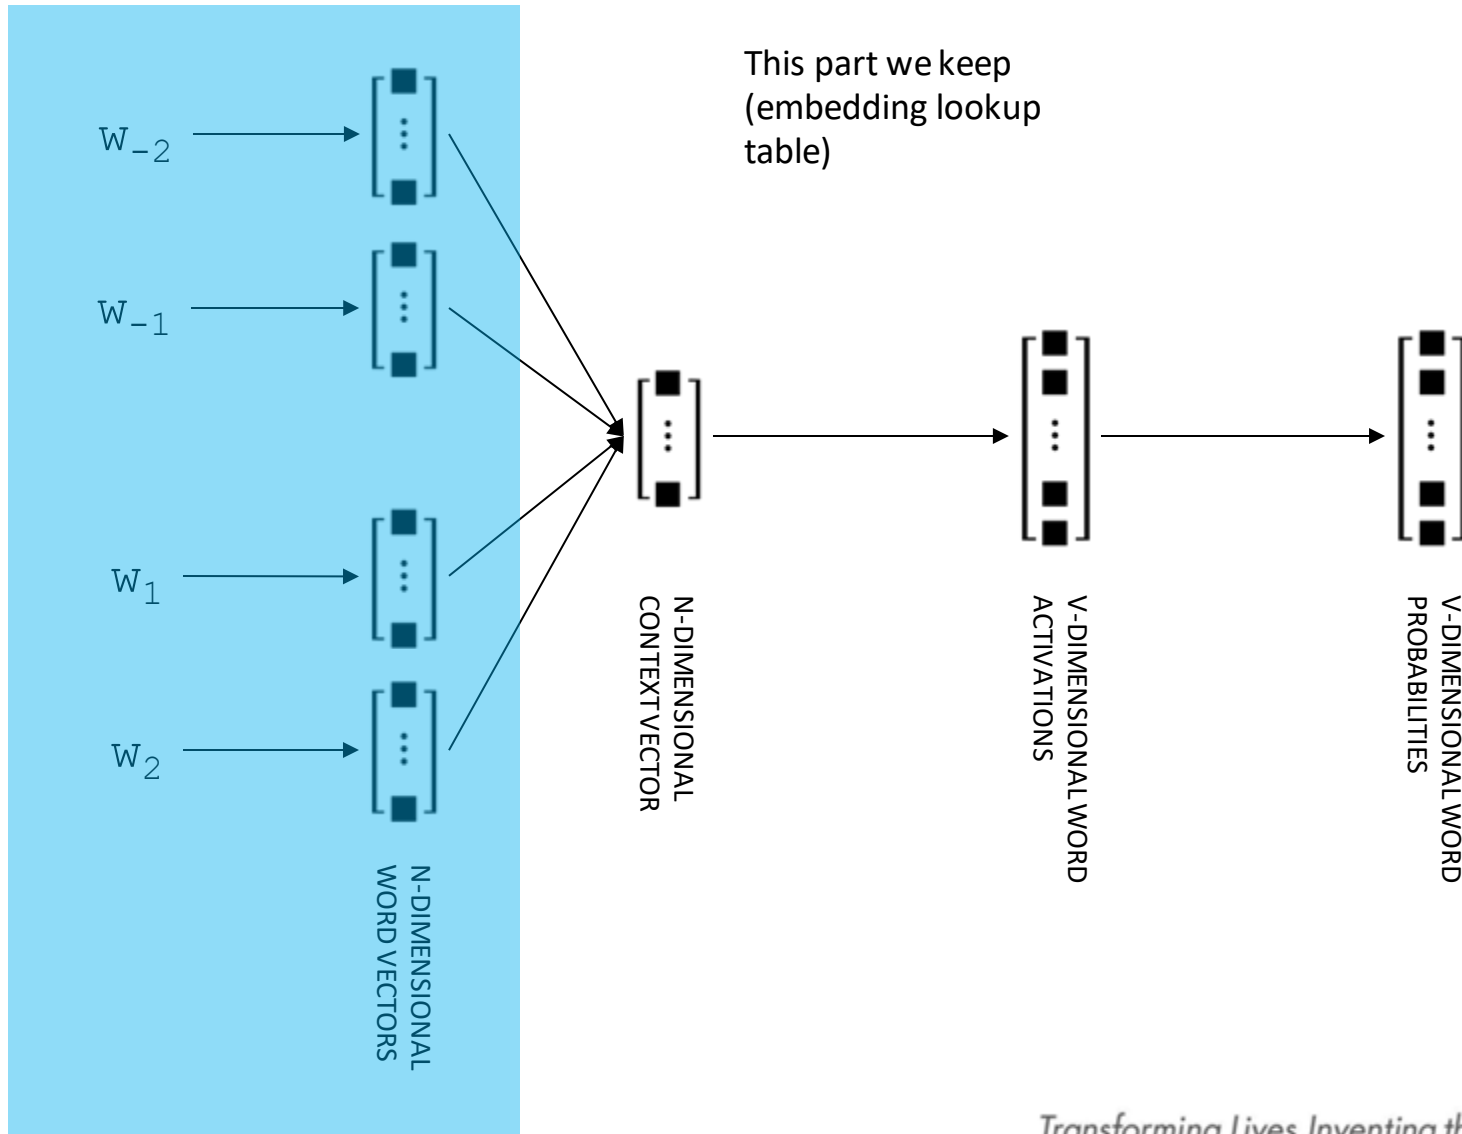 This part we keep
(embedding lookup
table)
W-2
W-1
W1
W2
N-DIMENSIONAL
WORD VECTORS
N-DIMENSIONAL
CONTEXT VECTOR
V-DIMENSIONAL WORD
ACTIVATIONS
V-DIMENSIONAL WORD
PROBABILITIES
Transforming Lives. Inventing